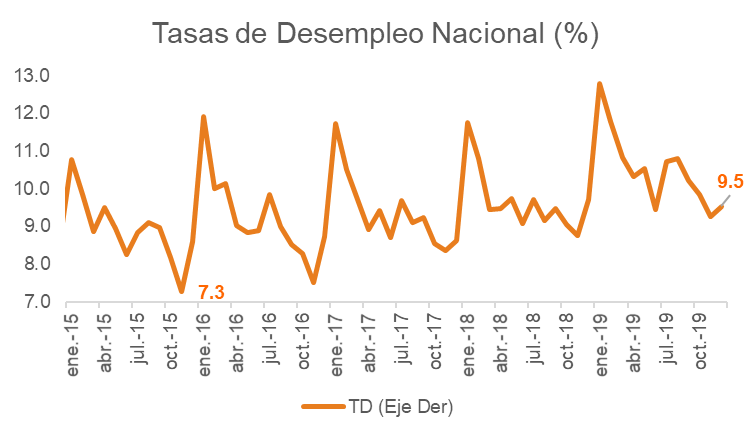 Tasas de Desempleo Nacional (%)
13.0
12.0
11.0
10.0
9.0
8.0
7.0
9.5
7.3
ene.-15
abr.-15
jul.-15
oct.-15
ene.-16
abr.-16
jul.-16
oct.-16
ene.-17
abr.-17
jul.-17
oct.-17
ene.-18
abr.-18
jul.-18
oct.-18
ene.-19
abr.-19
jul.-19
oct.-19
TD (Eje Der)